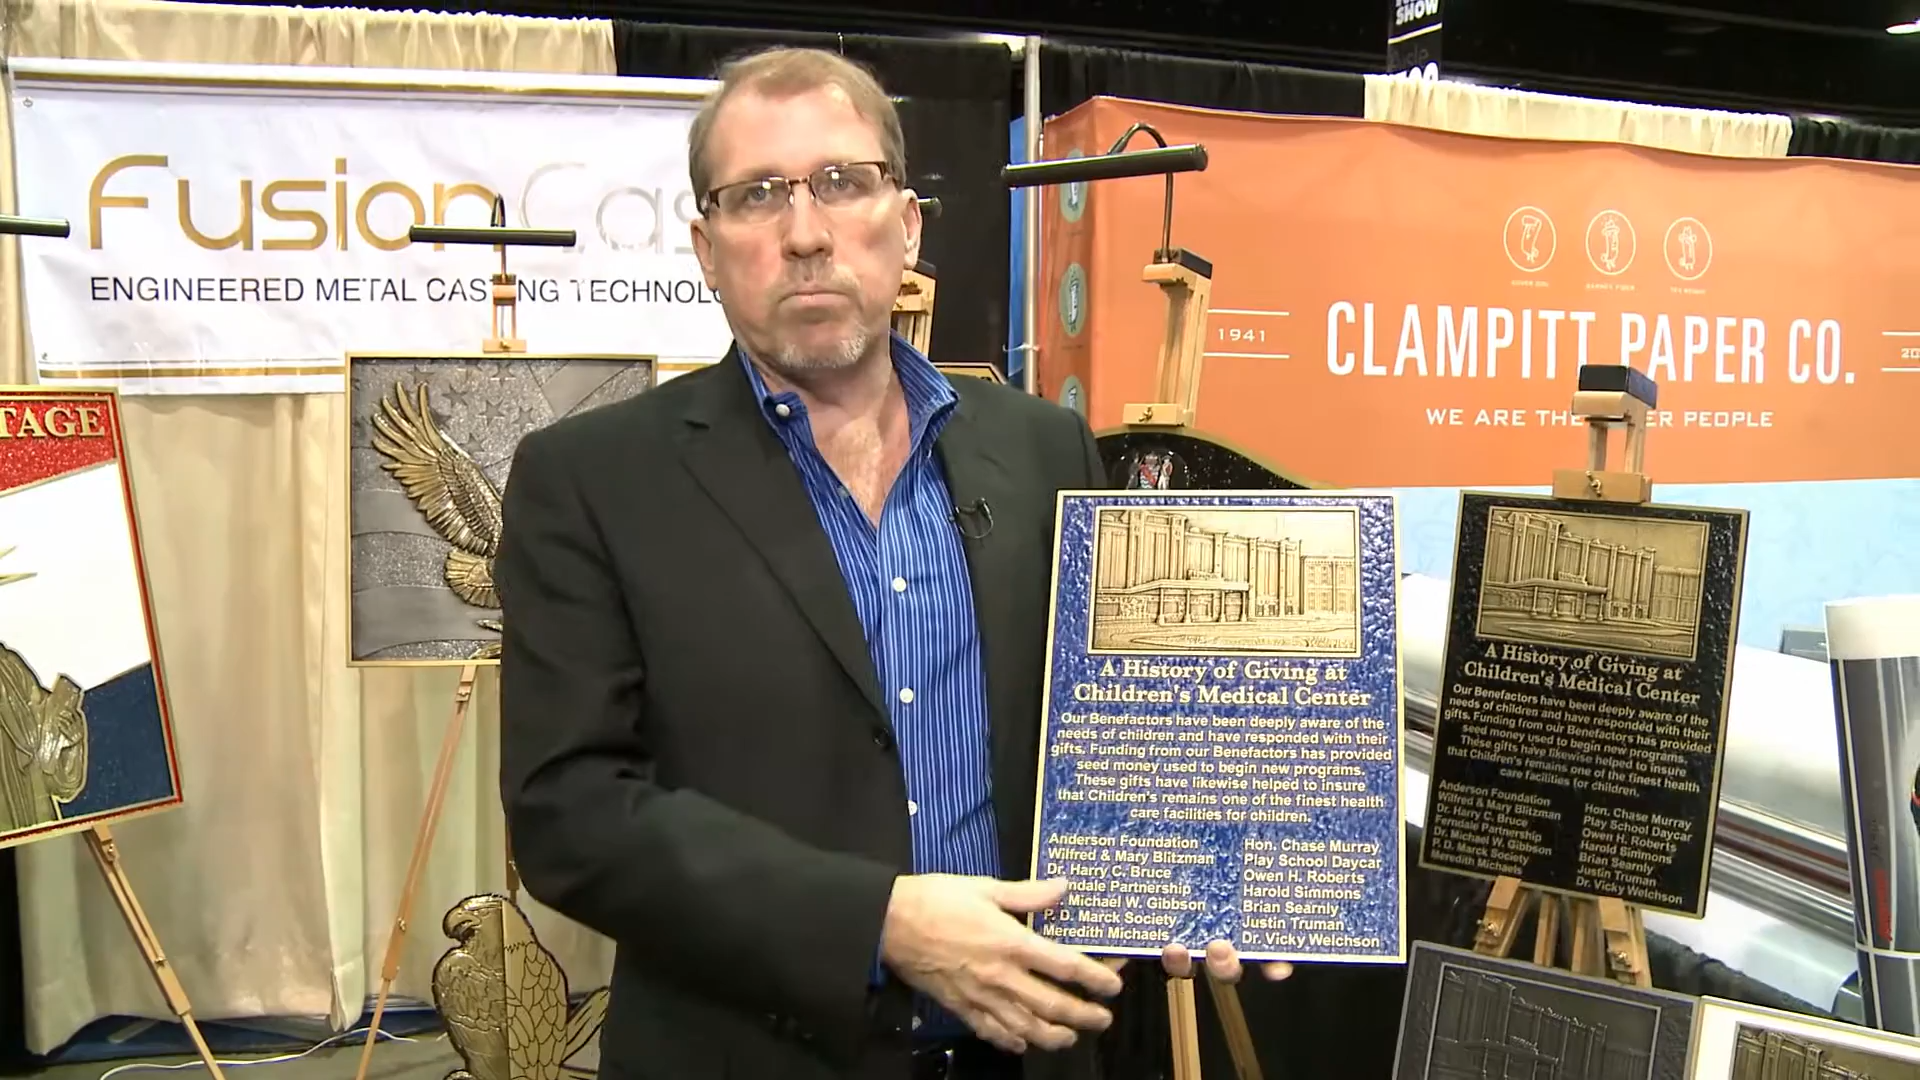 SHOW
Fusion Cas
ENGINEERED METAL CASTING TECHNOLO
TAGE
1941
CLAMPITT PAPER CO.
20
WE ARE THE ER PEOPLE
A History of Giving at
Children's Medical Center
Our Benefactors have been deeply aware of the
needs of children and have responded with their
gifts. Funding from our Benefactors has provided
seed money used to begin new programs.
These gifts have likewise helped to insure
that Children's remains one of the finest health
care facilities for children.
Anderson Foundation
Wilfred & Mary Blitzman
Dr. Harry C. Bruce
ndale Partnership
Michael W. Gibbson
P. D. Marck Society
Meredith Michaels
Hon. Chase Murray
Play School Daycar
Owen H. Roberts
Harold Simmons
Brian Searnly
Justin Truman
Dr. Vicky Welchson
A History of Giving at
Children's Medical Center
Our Benefactors have been deeply aware of the
needs of children and have responded with their
gifts. Funding from our Benefactors has provided
seed money used to begin new programs.
These gifts have likewise helped to insure
that Children's remains one of the finest health
care facilities for children.
Anderson Foundation
Wilfred & Mary Blitzman
Dr. Harry C. Bruce
Ferndale Partnership
Dr. Michael W. Gibbson
P. D. Marck Society
Meredith Michaels
Hon. Chase Murray
Play School Daycar
Owen H. Roberts
Harold Simmons
Brian Searnly
Justin Truman
Dr. Vicky Welchson